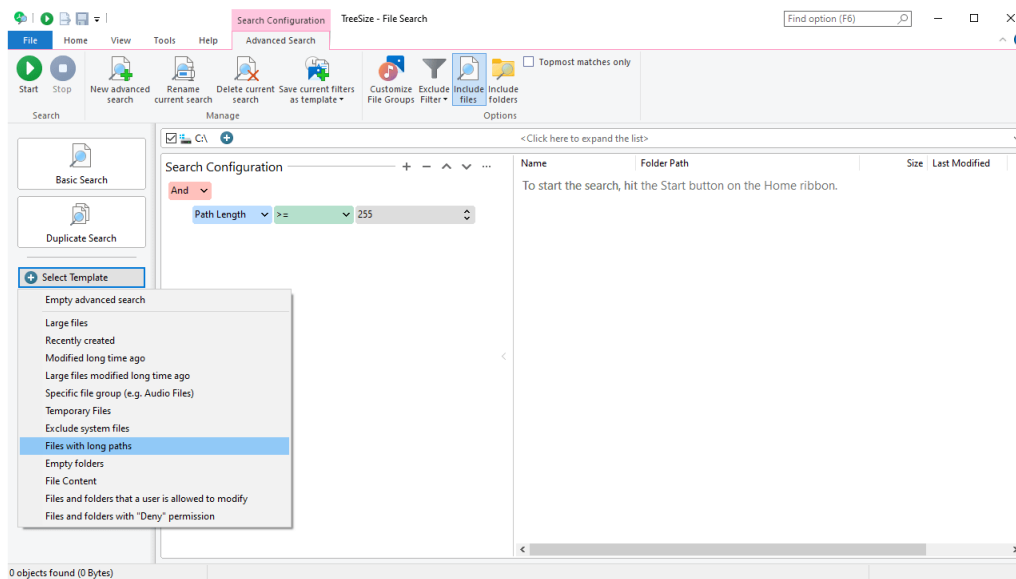 Search Configuration
TreeSize - File Search
Find option (F6)
File Home View Tools Help Advanced Search
Start
Stop
New advanced search
Rename current search
Delete current search
Save current filters as template
Customize File Groups
Exclude Filter
Include files
Include folders
Topmost matches only
Search
Manage
Options
C:\
<Click here to expand the list>
Basic Search
Duplicate Search
Select Template
Empty advanced search
Large files
Recently created
Modified long time ago
Large files modified long time ago
Specific file group (e.g. Audio Files)
Temporary Files
Exclude system files
Files with long paths
Empty folders
File Content
Files and folders that a user is allowed to modify
Files and folders with "Deny" permission
Search Configuration
And
Path Length >= 255
Name Folder Path Size Last Modified
To start the search, hit the Start button on the Home ribbon.
0 objects found (0 Bytes)